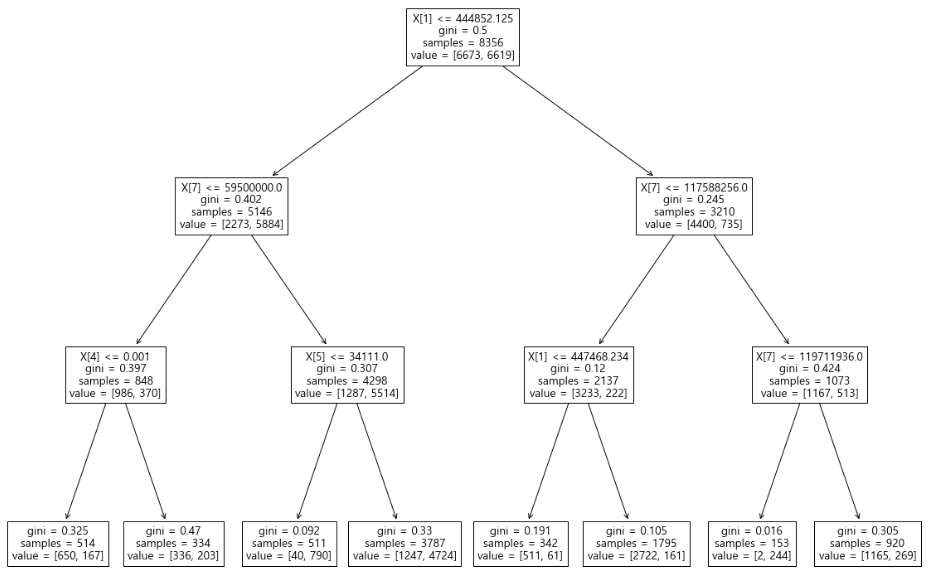 X[1] <= 444852.125
gini = 0.5
samples = 8356
value = [6673, 6619]
X[7] <= 59500000.0
gini = 0.402
samples = 5146
value = [2273, 5884]
X[7] <= 117588256.0
gini = 0.245
samples = 3210
value = [4400, 735]
X[4] <= 0.001
gini = 0.397
samples = 848
value = [986, 370]
X[5] <= 34111.0
gini = 0.307
samples = 4298
value = [1287, 5514]
X[1] <= 447468.234
gini = 0.12
samples = 2137
value = [3233, 222]
X[7] <= 119711936.0
gini = 0.424
samples = 1073
value = [1167, 513]
gini = 0.325
samples = 514
value = [650, 167]
gini = 0.47
samples = 334
value = [336, 203]
gini = 0.092
samples = 511
value = [40, 790]
gini = 0.33
samples = 3787
value = [1247, 4724]
gini = 0.191
samples = 342
value = [511, 61]
gini = 0.105
samples = 1795
value = [2722, 161]
gini = 0.016
samples = 153
value = [2, 244]
gini = 0.305
samples = 920
value = [1165, 269]